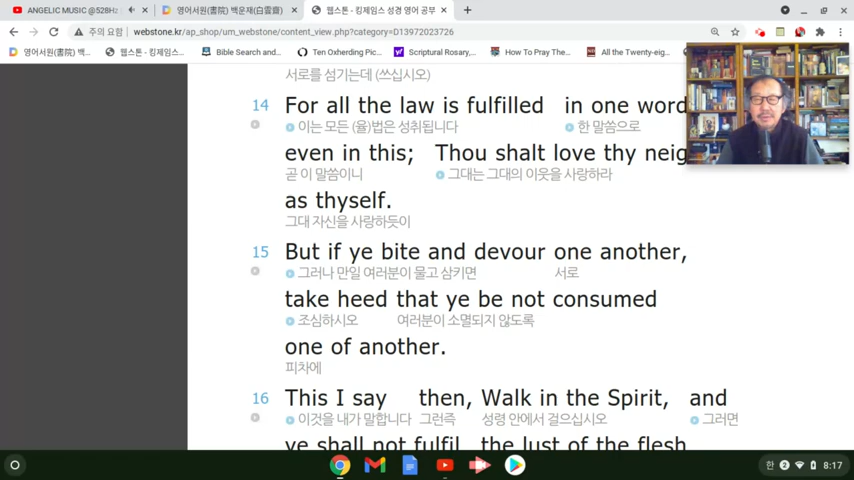 ANGELIC MUSIC @528Hz
영어서원(書院) 백운재(白雲齋)
웹스톤 - 킹제임스 성경 영어 공부
주의 요함
webstone.kr/ap_shop/um_webstone/content_view.php?category=D13972023726
영어서원(書院) 백운
웹스톤 - 킹제임스...
Bible Search and...
Ten Oxherding Pic...
Scriptural Rosary,...
How To Pray The...
All the Twenty-eig...
서로를 섬기는데 (쓰십시오)
14 For all the law is fulfilled in one word
이는 모든 (율)법은 성취됩니다 한 말씀으로
even in this; Thou shalt love thy neig
곧 이 말씀이니 그대는 그대의 이웃을 사랑하라
as thyself.
그대 자신을 사랑하듯이
15 But if ye bite and devour one another,
그러나 만일 여러분이 물고 삼키면 서로
take heed that ye be not consumed
조심하시오 여러분이 소멸되지 않도록
one of another.
피차에
16 This I say then, Walk in the Spirit, and
이것을 내가 말합니다 그런즉 성령 안에서 걸으십시오 그러면
ye shall not fulfil the lust of the flesh
한 2 8:17